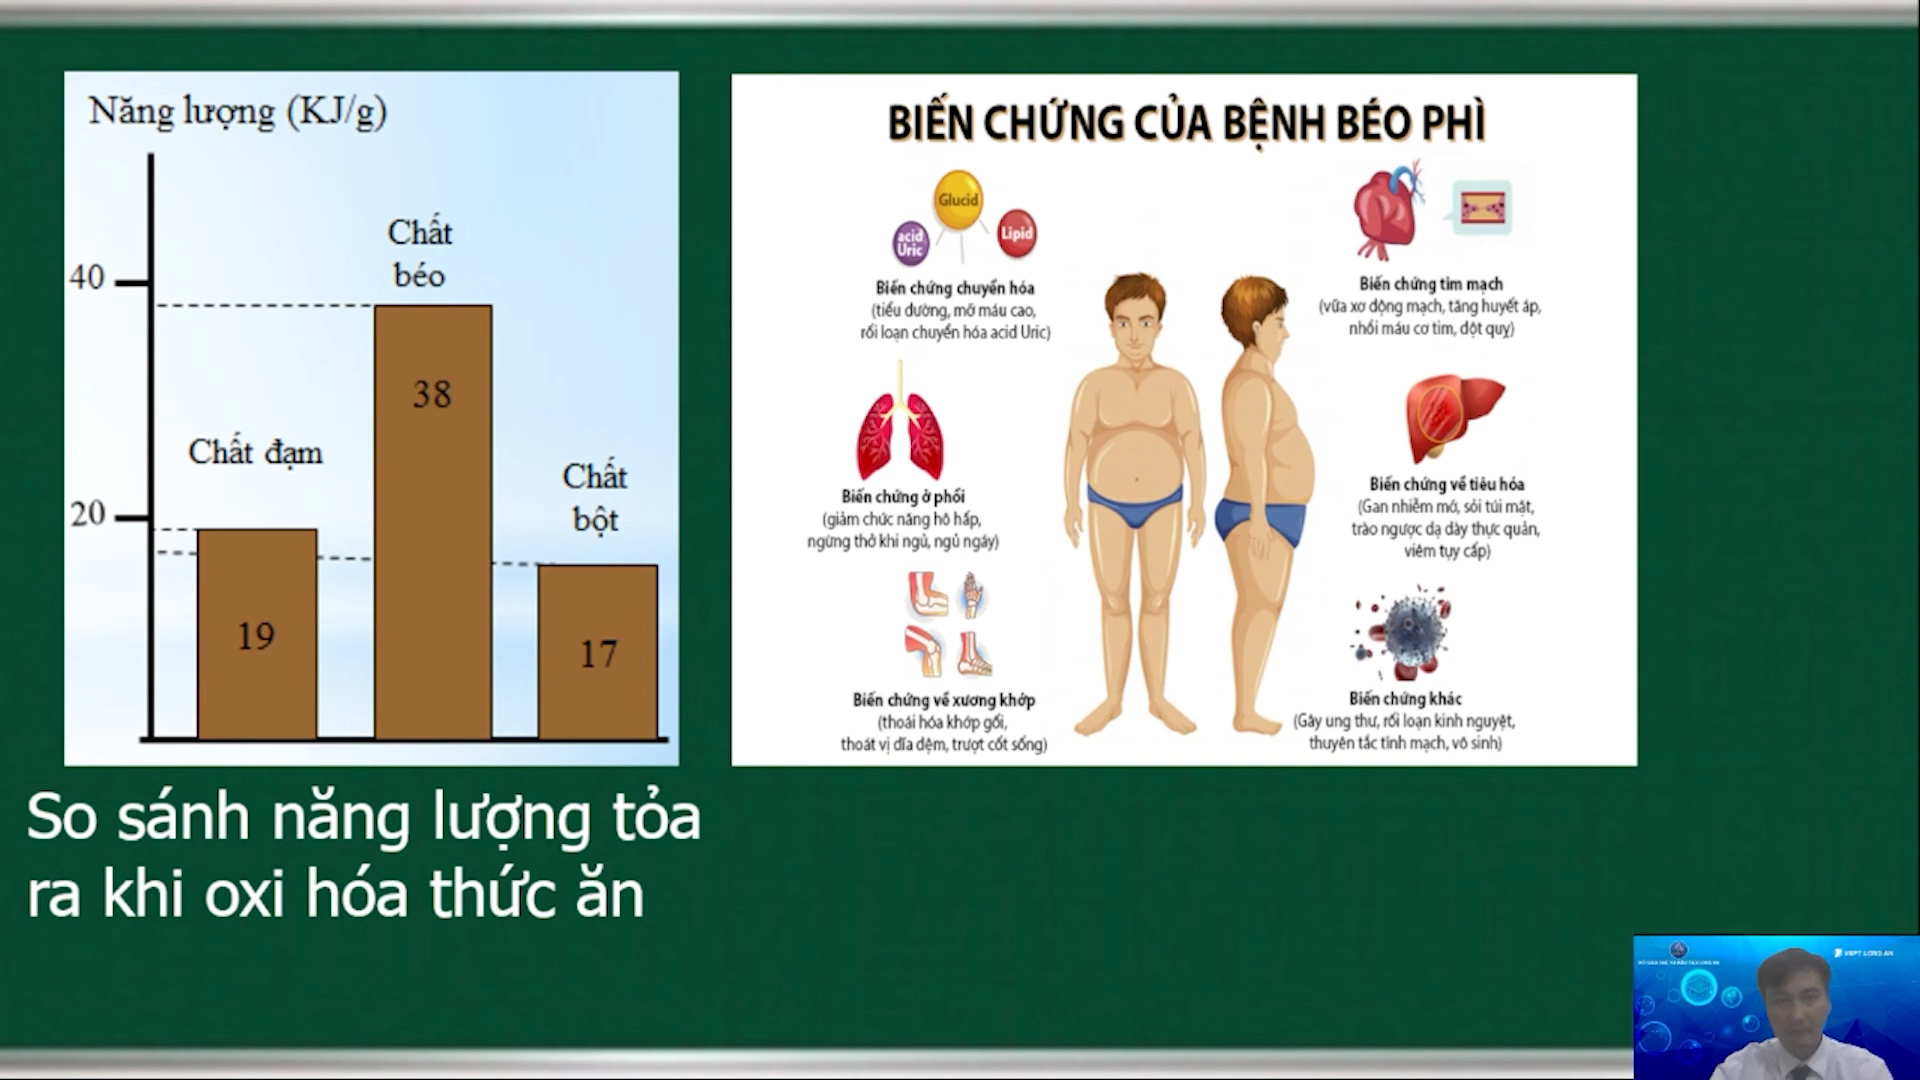 Năng lượng (KJ/g)
40
20
Chất đạm
19
Chất
béo
38
Chất
bột
17
So sánh năng lượng tỏa
ra khi oxi hóa thức ăn
BIẾN CHỨNG CỦA BỆNH BÉO PHÌ
Glucid
acid
Uric
Lipid
Biến chứng chuyển hóa
(tiểu đường, mỡ máu cao,
rối loạn chuyển hóa acid Uric)
Biến chứng tim mạch
(vữa xơ động mạch, tăng huyết áp,
nhồi máu cơ tim, đột quỵ)
Biến chứng ở phổi
(giảm chức năng hô hấp,
ngừng thở khi ngủ, ngủ ngáy)
Biến chứng về tiêu hóa
(Gan nhiễm mỡ, sỏi túi mật,
trào ngược dạ dày thực quản,
viêm tụy cấp)
Biến chứng về xương khớp
(thoái hóa khớp gối,
thoát vị đĩa đệm, trượt cốt sống)
Biến chứng khác
(Gây ung thư, rối loạn kinh nguyệt,
thuyên tắc tĩnh mạch, vô sinh)
VNPT LONG AN